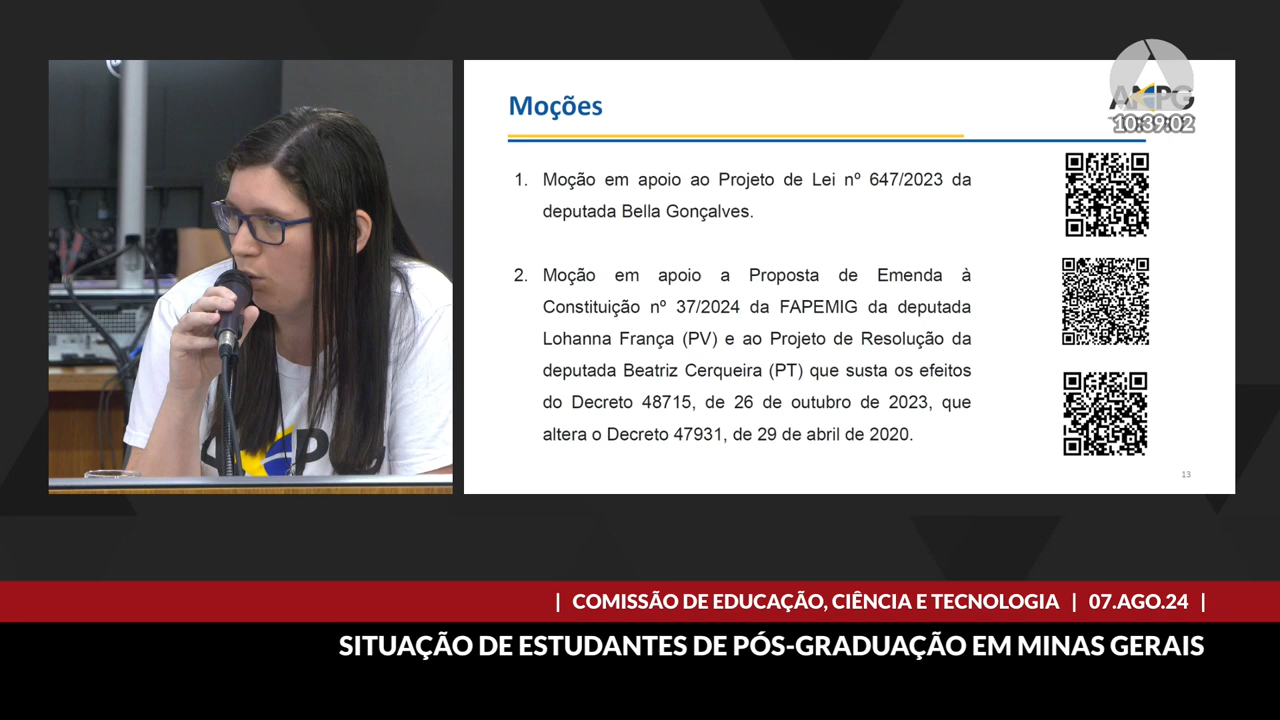 Moções
ANPG
10:39:02
1. Moção em apoio ao Projeto de Lei nº 647/2023 da
deputada Bella Gonçalves.
2. Moção em apoio a Proposta de Emenda à
Constituição nº 37/2024 da FAPEMIG da deputada
Lohanna França (PV) e ao Projeto de Resolução da
deputada Beatriz Cerqueira (PT) que susta os efeitos
do Decreto 48715, de 26 de outubro de 2023, que
altera o Decreto 47931, de 29 de abril de 2020.
13
| COMISSÃO DE EDUCAÇÃO, CIÊNCIA E TECNOLOGIA | 07.AGO.24 |
SITUAÇÃO DE ESTUDANTES DE PÓS-GRADUAÇÃO EM MINAS GERAIS